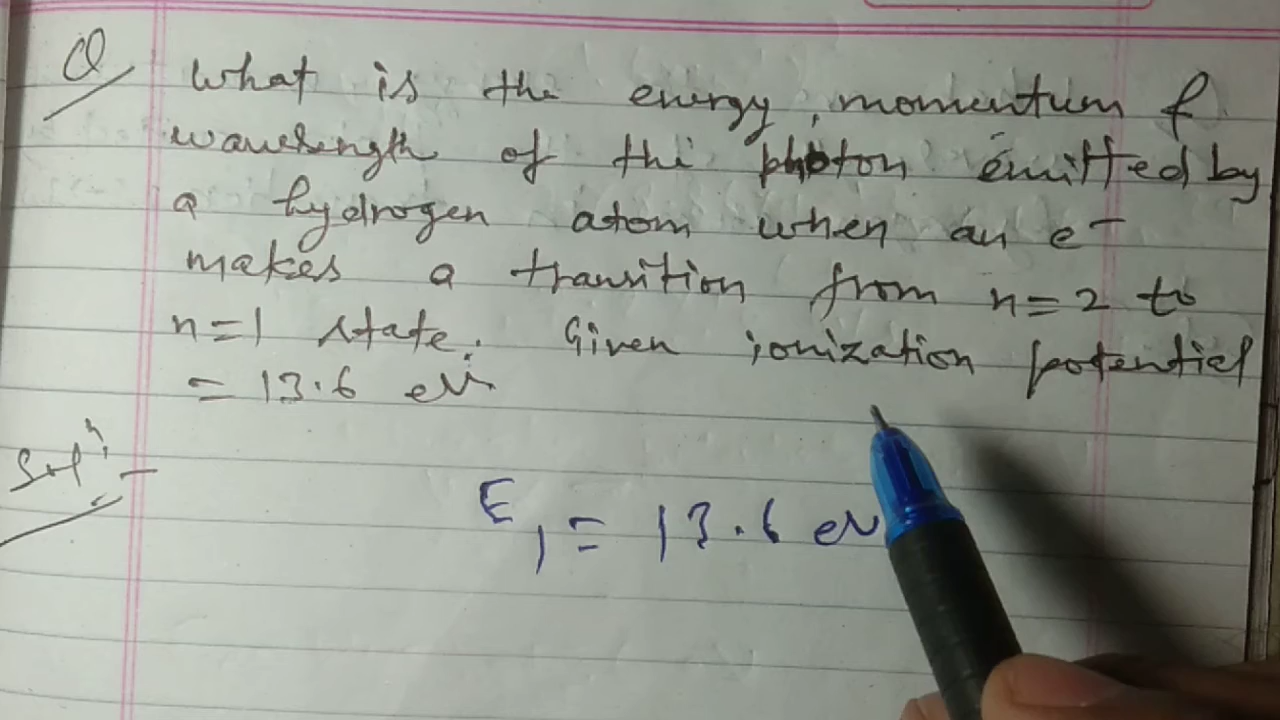 Q What is the energy, momentum &
wavelength of the photon emitted by
a hydrogen atom when an e⁻
makes a transition from n=2 to
n=1 state. Given ionization potential
= 13.6 eV.
Solⁿ:-
E₁ = 13.6 eV